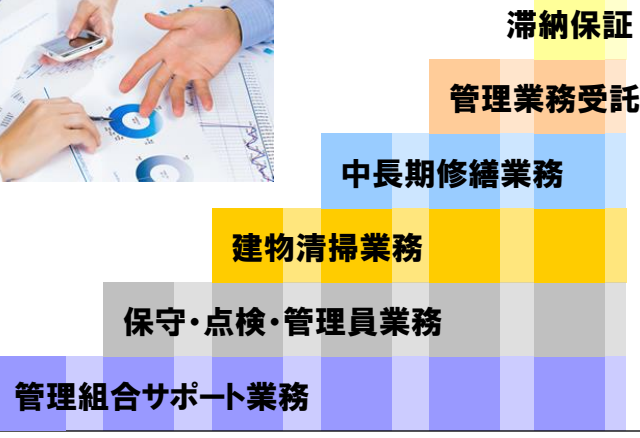 滞納保証
管理業務受託
中長期修繕業務
建物清掃業務
保守・点検・管理員業務
管理組合サポート業務